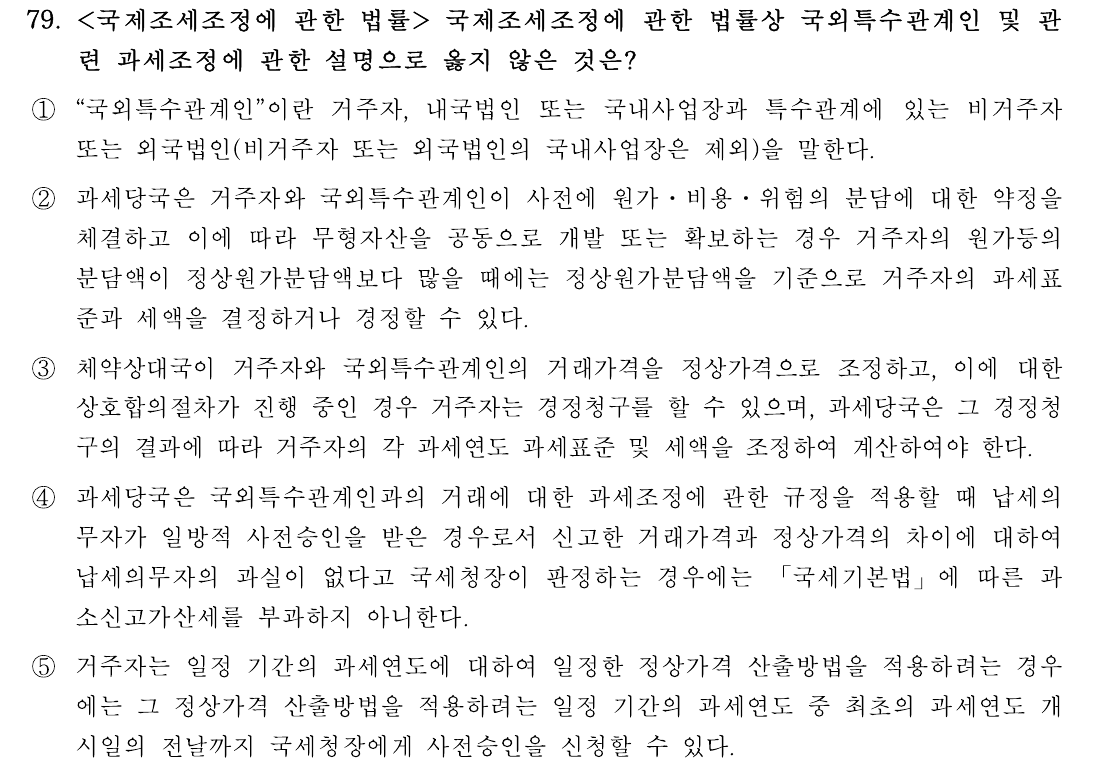 79. <국제조세조정에 관한 법률> 국제조세조정에 관한 법률상 국외특수관계인 및 관
련 과세조정에 관한 설명으로 옳지 않은 것은?
① “국외특수관계인”이란 거주자, 내국법인 또는 국내사업장과 특수관계에 있는 비거주자
또는 외국법인(비거주자 또는 외국법인의 국내사업장은 제외)을 말한다.
② 과세당국은 거주자와 국외특수관계인이 사전에 원가・비용・위험의 분담에 대한 약정을
체결하고 이에 따라 무형자산을 공동으로 개발 또는 확보하는 경우 거주자의 원가등의
분담액이 정상원가분담액보다 많을 때에는 정상원가분담액을 기준으로 거주자의 과세표
준과 세액을 결정하거나 경정할 수 있다.
③ 체약상대국이 거주자와 국외특수관계인의 거래가격을 정상가격으로 조정하고, 이에 대한
상호합의절차가 진행 중인 경우 거주자는 경정청구를 할 수 있으며, 과세당국은 그 경정청
구의 결과에 따라 거주자의 각 과세연도 과세표준 및 세액을 조정하여 계산하여야 한다.
④ 과세당국은 국외특수관계인과의 거래에 대한 과세조정에 관한 규정을 적용할 때 납세의
무자가 일방적 사전승인을 받은 경우로서 신고한 거래가격과 정상가격의 차이에 대하여
납세의무자의 과실이 없다고 국세청장이 판정하는 경우에는 「국세기본법」에 따른 과
소신고가산세를 부과하지 아니한다.
⑤ 거주자는 일정 기간의 과세연도에 대하여 일정한 정상가격 산출방법을 적용하려는 경우
에는 그 정상가격 산출방법을 적용하려는 일정 기간의 과세연도 중 최초의 과세연도 개
시일의 전날까지 국세청장에게 사전승인을 신청할 수 있다.